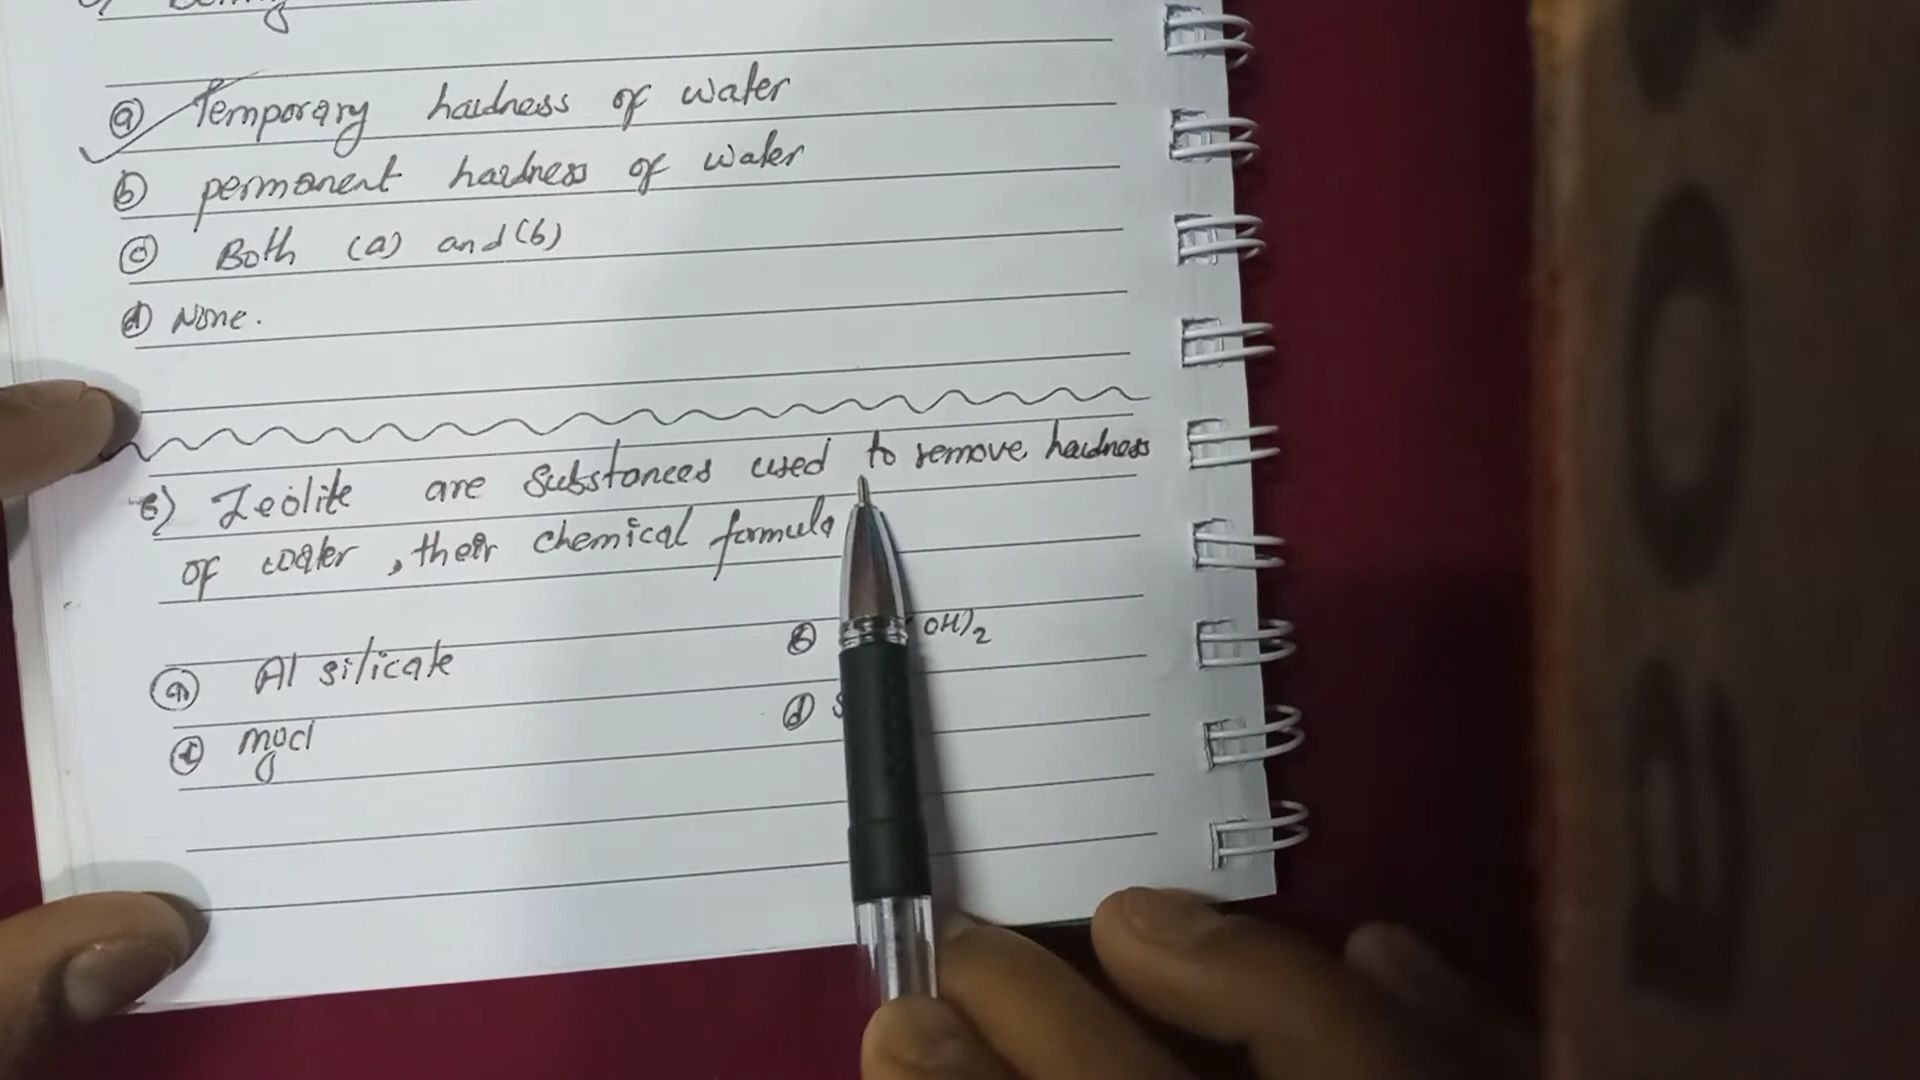 ⓐ Temporary hardness of water
ⓑ permanent hardness of water
ⓒ Both (a) and (b)
ⓓ None.
6) Zeolite are substances used to remove hardness
of water, their chemical formula
ⓐ Al silicate
ⓑ OH)₂
ⓒ mgcl
ⓓ